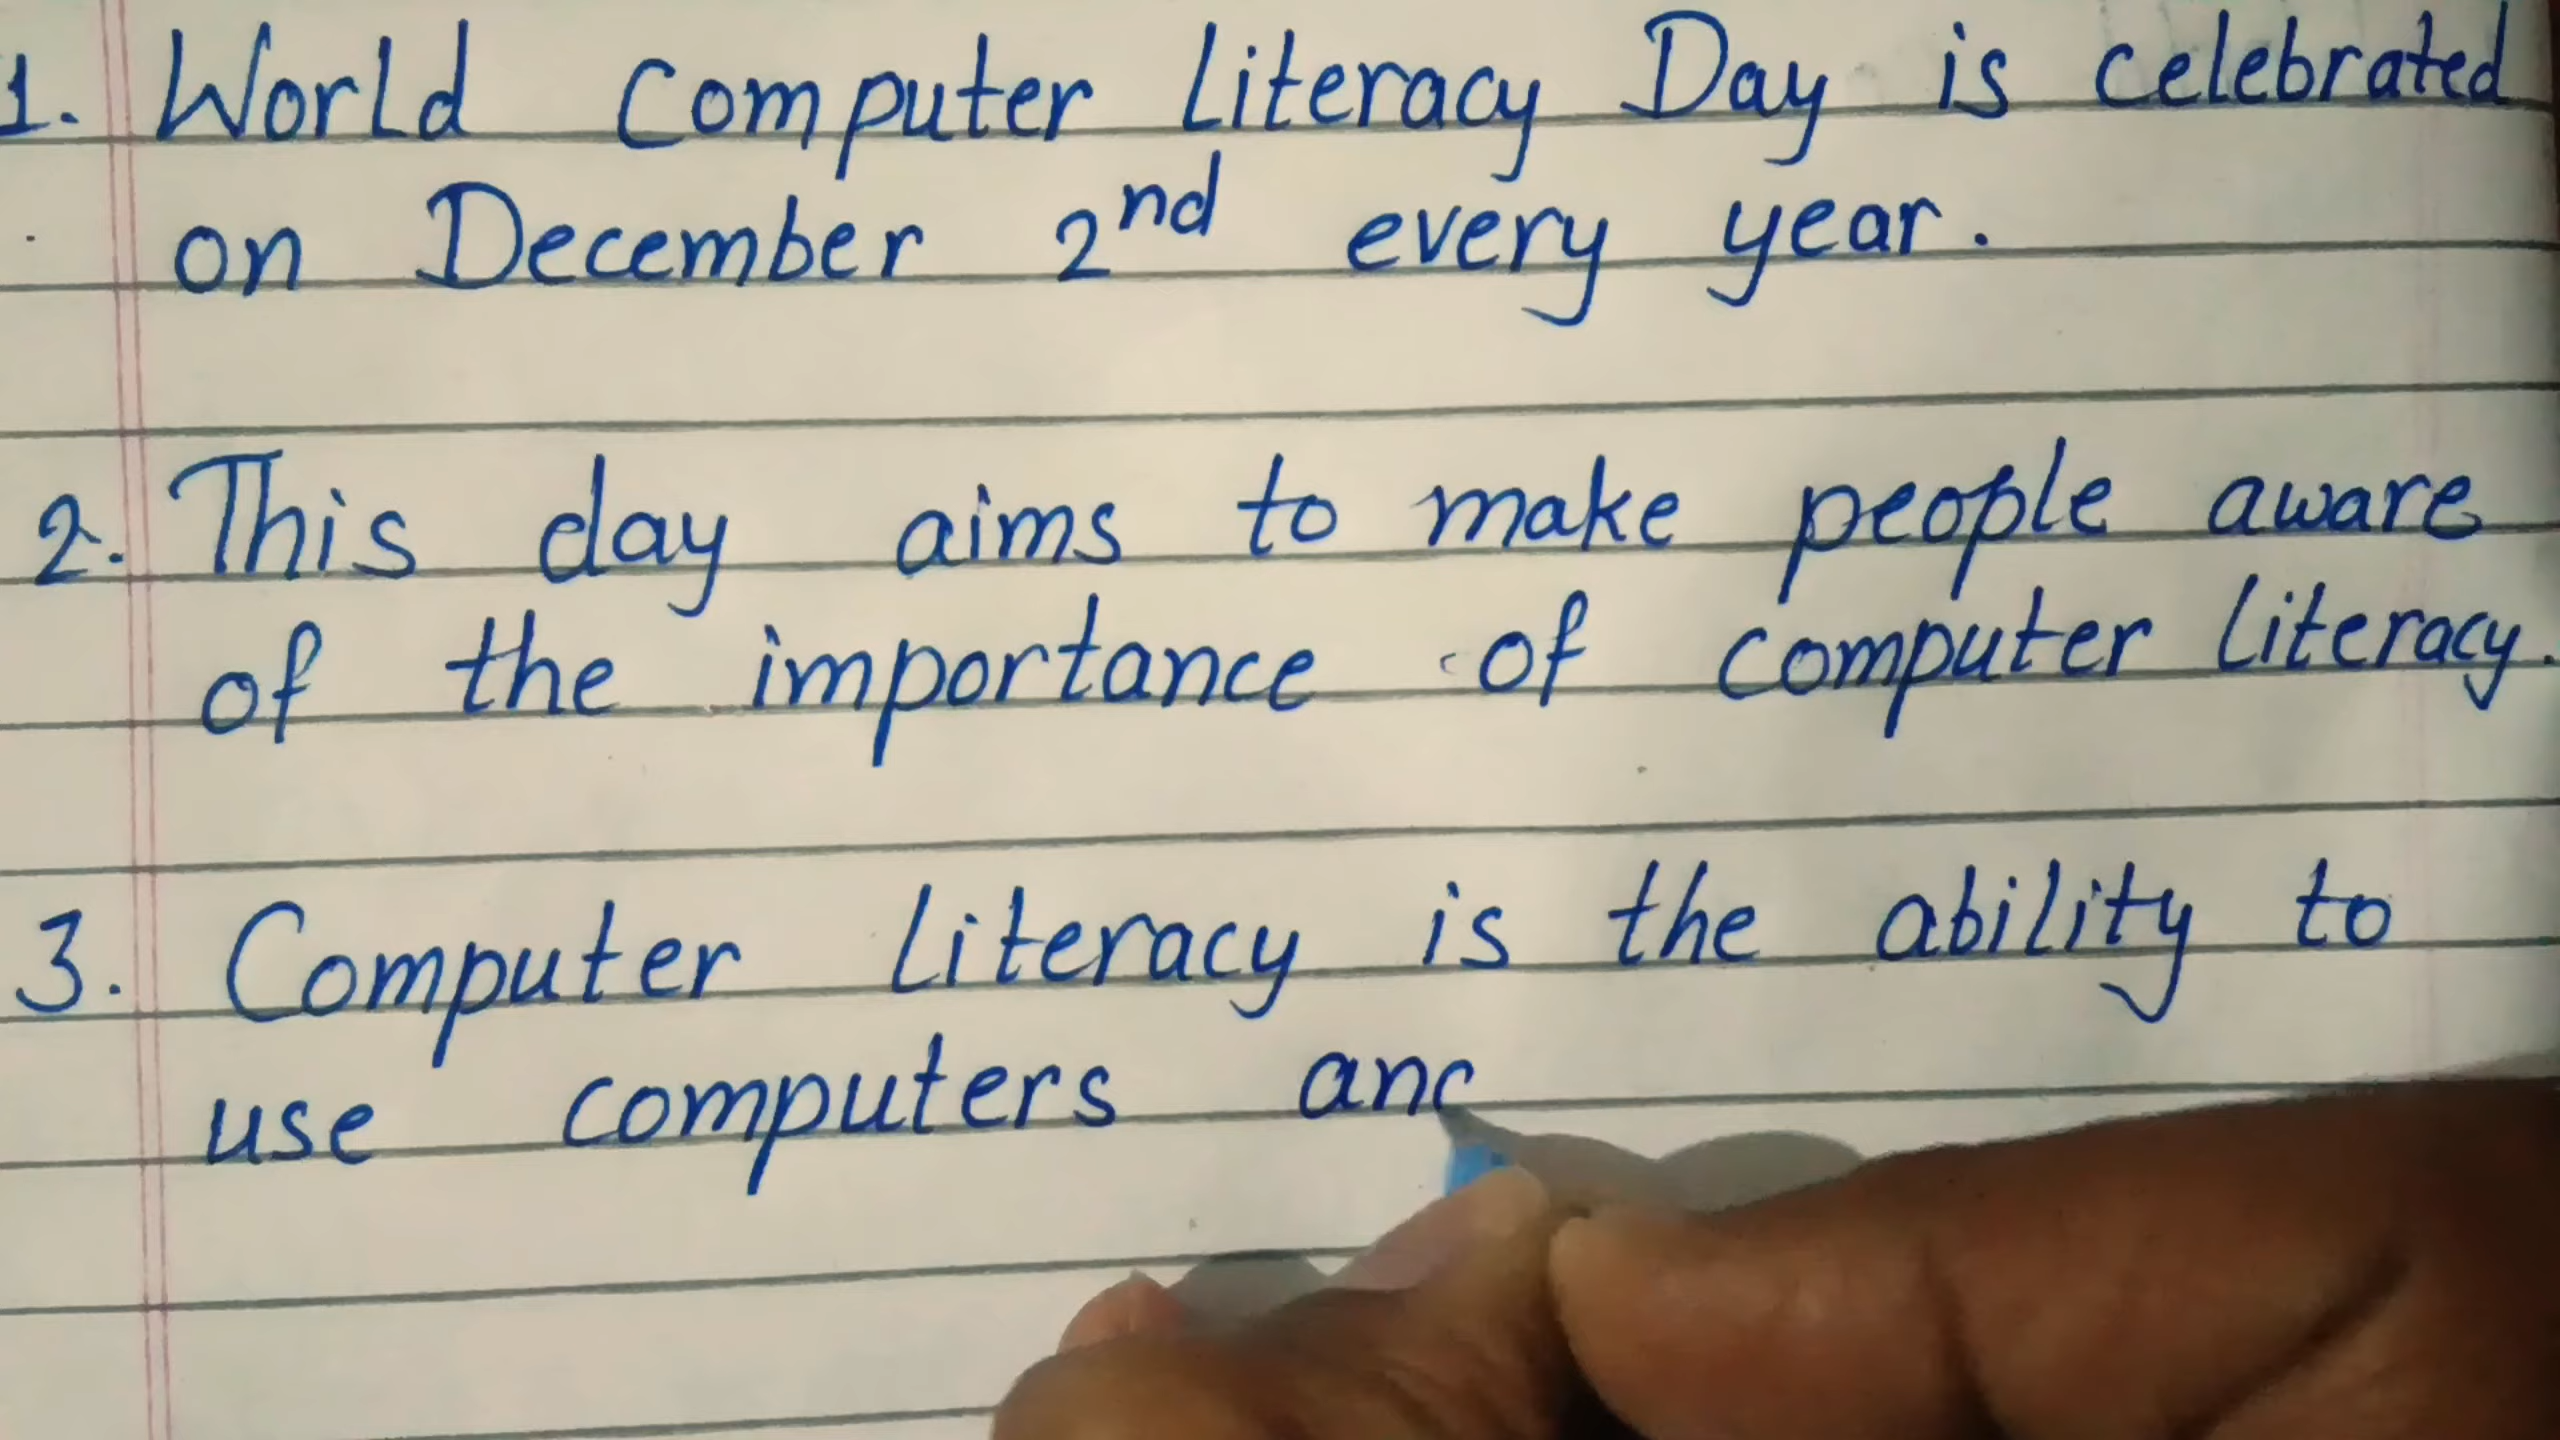 1. World Computer Literacy Day is celebrated
on December 2nd every year.
2. This day aims to make people aware
of the importance of computer literacy.
3. Computer literacy is the ability to
use computers